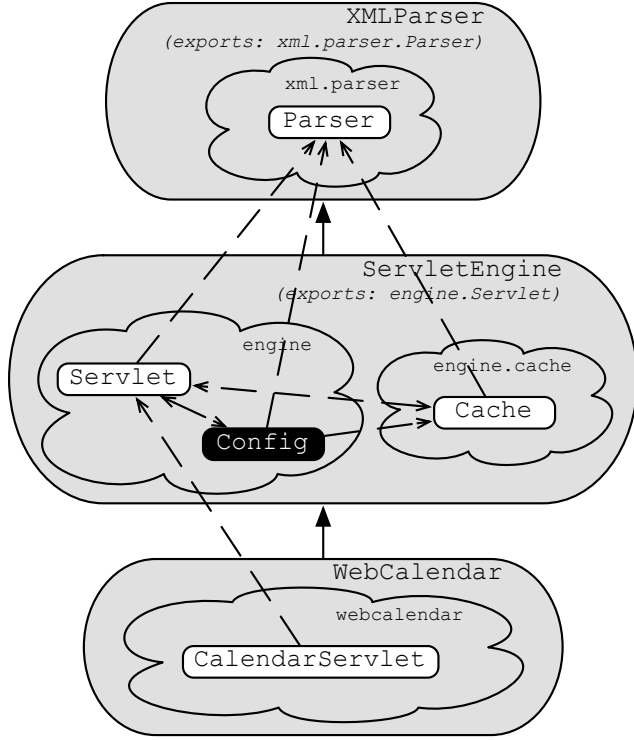 XMLParser
(exports: xml.parser.Parser)
xml.parser
Parser
ServletEngine
(exports: engine.Servlet)
engine
engine.cache
Servlet
Cache
Config
WebCalendar
webcalendar
CalendarServlet